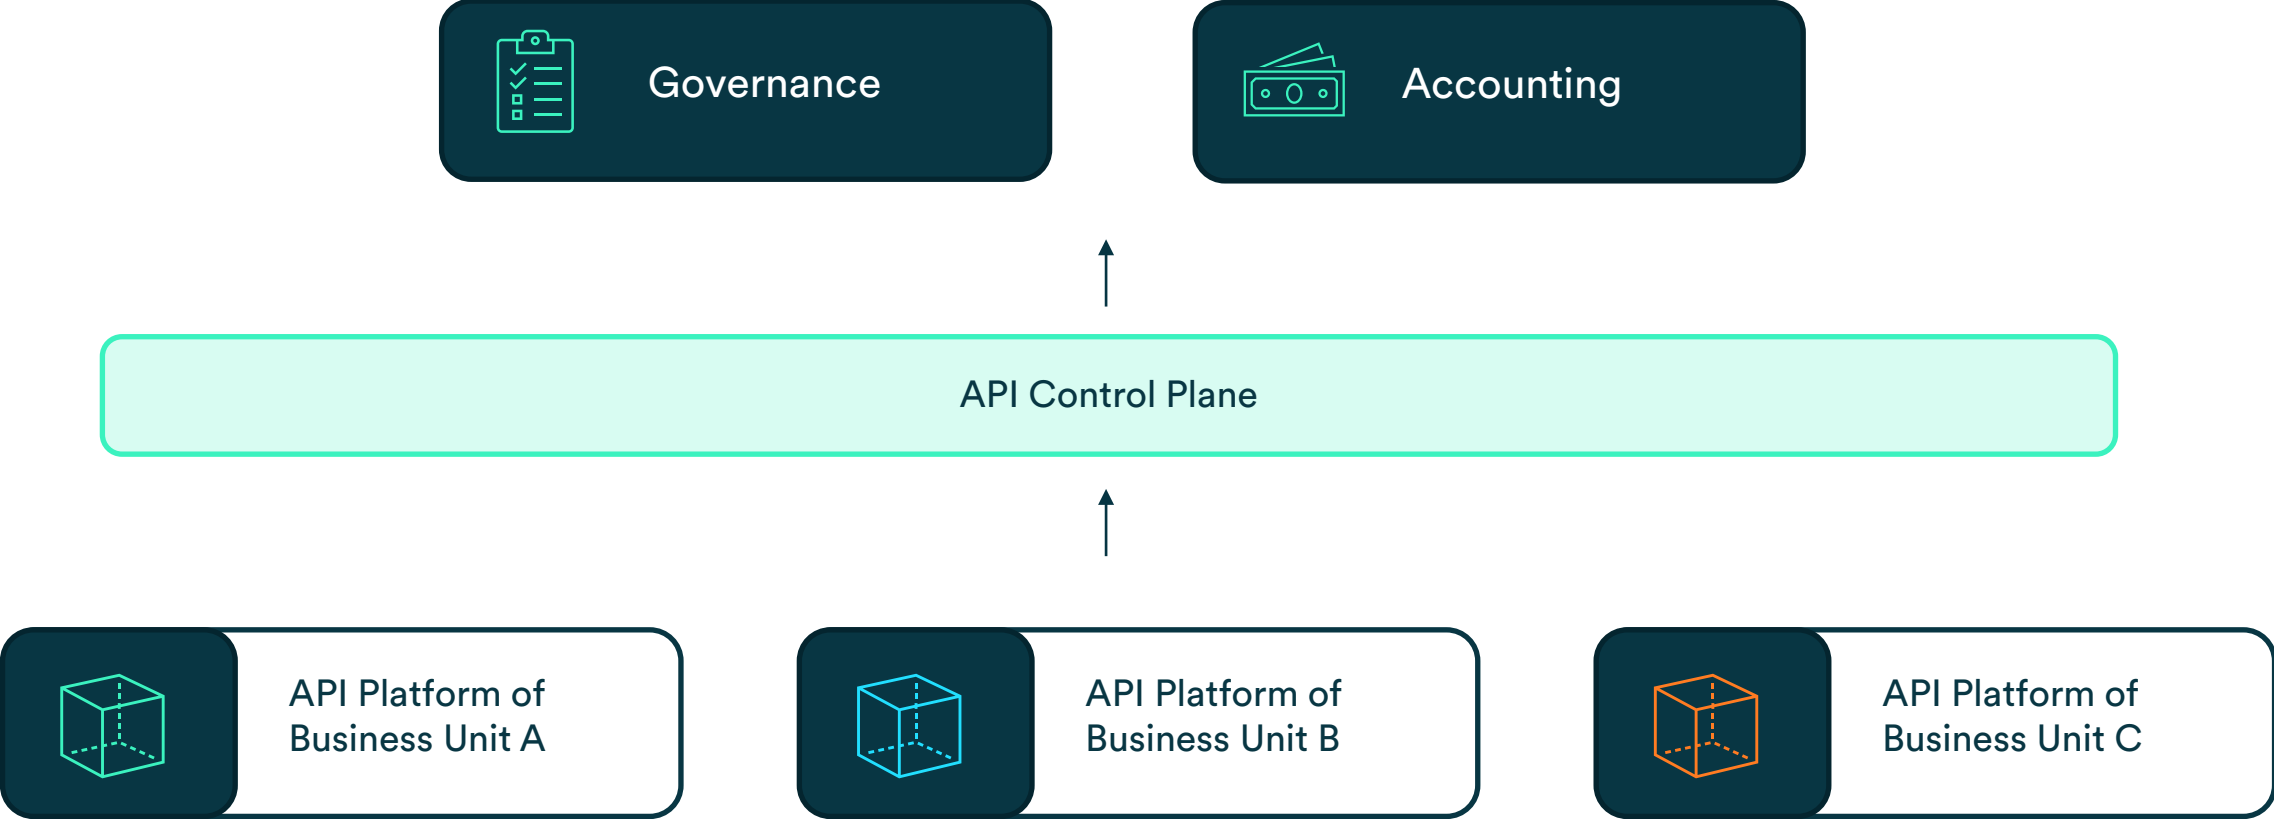 Governance
Accounting
API Control Plane
API Platform of
Business Unit A
API Platform of
Business Unit B
API Platform of
Business Unit C